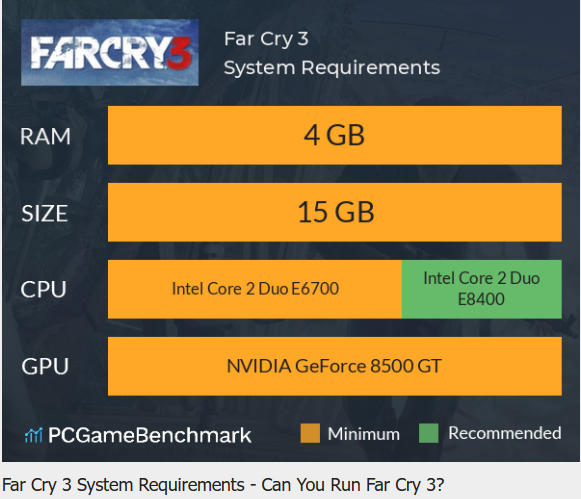 FARCRY3
Far Cry 3
System Requirements
RAM
4 GB
SIZE
15 GB
CPU
Intel Core 2 Duo E6700
Intel Core 2 Duo
E8400
GPU
NVIDIA GeForce 8500 GT
PCGameBenchmark
Minimum
Recommended
Far Cry 3 System Requirements - Can You Run Far Cry 3?